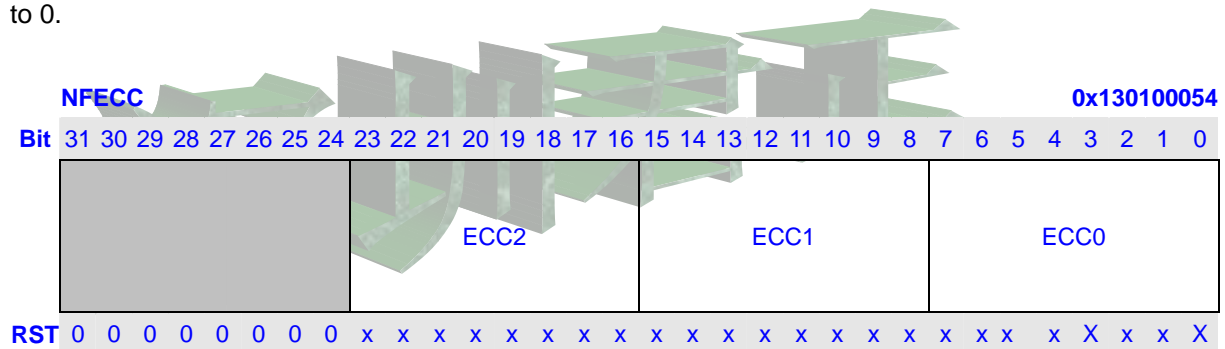 to 0.
NFECC 0x130100054
Bit 31 30 29 28 27 26 25 24 23 22 21 20 19 18 17 16 15 14 13 12 11 10 9 8 7 6 5 4 3 2 1 0
ECC2 ECC1 ECC0
RST 0 0 0 0 0 0 0 0 x x x x x x x x x x x x x x x x x x x x X x x X